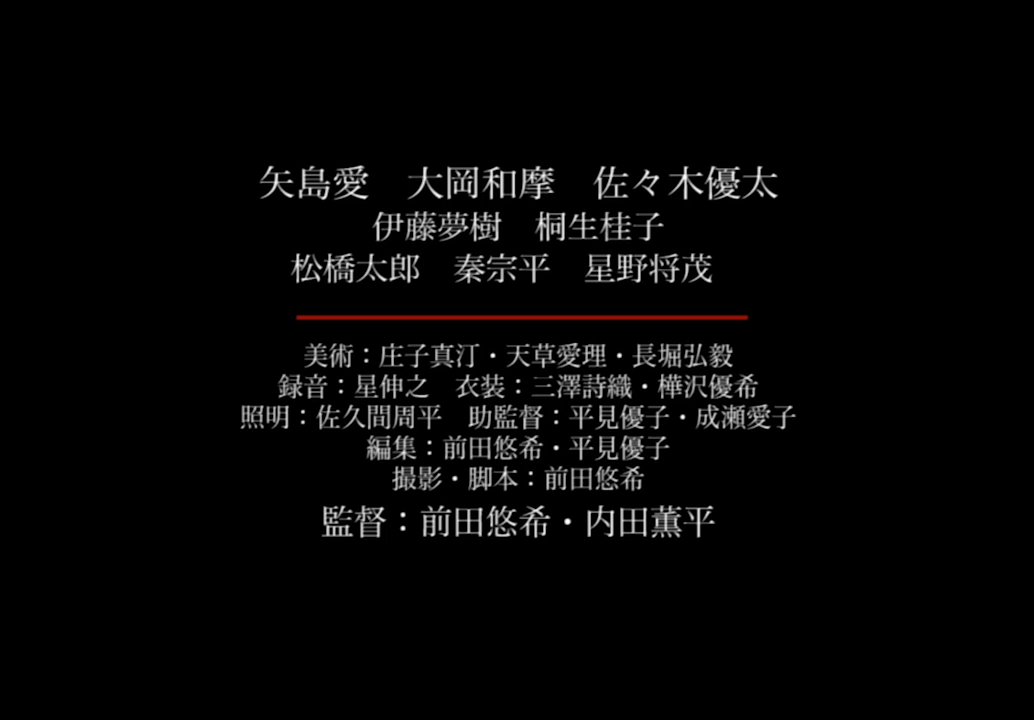 矢島愛　大岡和摩　佐々木優太
伊藤夢樹　桐生桂子
松橋太郎　秦宗平　星野将茂
美術：庄子真汀・天草愛理・長堀弘毅
録音：星伸之　衣装：三澤詩織・樺沢優希
照明：佐久間周平　助監督：平見優子・成瀬愛子
編集：前田悠希・平見優子
撮影・脚本：前田悠希
監督：前田悠希・内田薫平